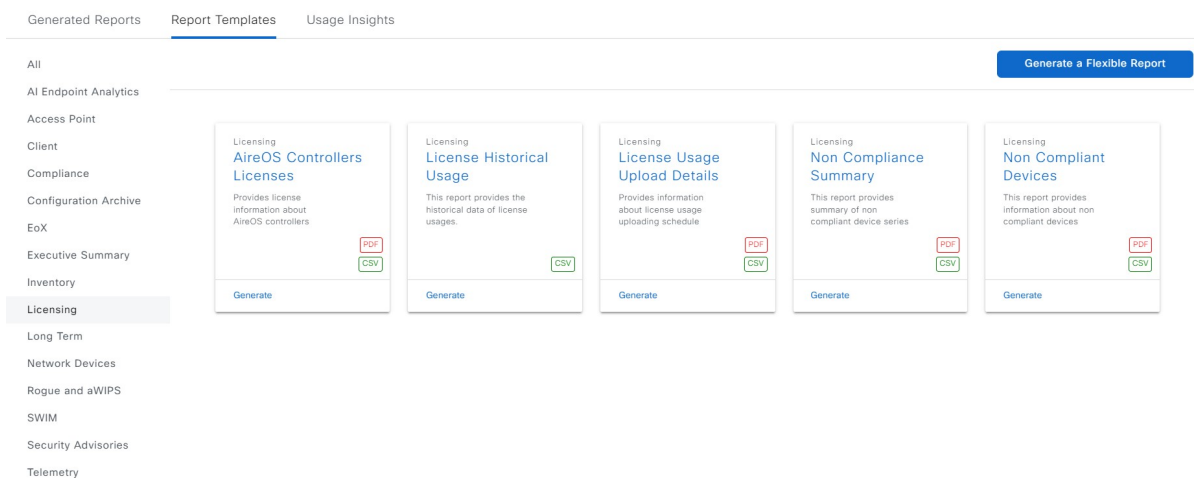 Generated Reports
Report Templates
Usage Insights
Generate a Flexible Report
All
AI Endpoint Analytics
Access Point
Client
Compliance
Configuration Archive
EoX
Executive Summary
Inventory
Licensing
Long Term
Network Devices
Rogue and aWIPS
SWIM
Security Advisories
Telemetry
Licensing
AireOS Controllers
Licenses
Provides license
information about
AireOS controllers
PDF
CSV
Generate
Licensing
License Historical
Usage
This report provides the
historical data of license
usages.
CSV
Generate
Licensing
License Usage
Upload Details
Provides information
about license usage
uploading schedule
PDF
CSV
Generate
Licensing
Non Compliance
Summary
This report provides
summary of non
compliant device series
PDF
CSV
Generate
Licensing
Non Compliant
Devices
This report provides
information about non
compliant devices
PDF
CSV
Generate